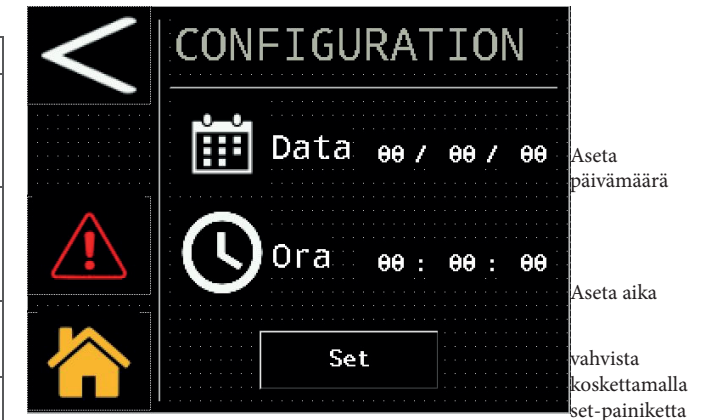 CONFIGURATION
Data 00 / 00 / 00
Aseta
päivämäärä
Ora 00 : 00 : 00
Aseta aika
Set
vahvista
koskettamalla
set-painiketta